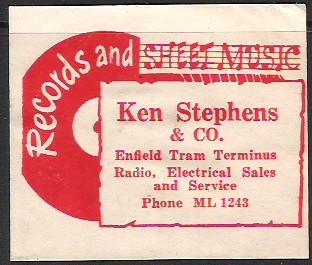 Records and SHEET MUSIC
Ken Stephens
& CO.
Enfield Tram Terminus
Radio, Electrical Sales
and Service
Phone ML 1243